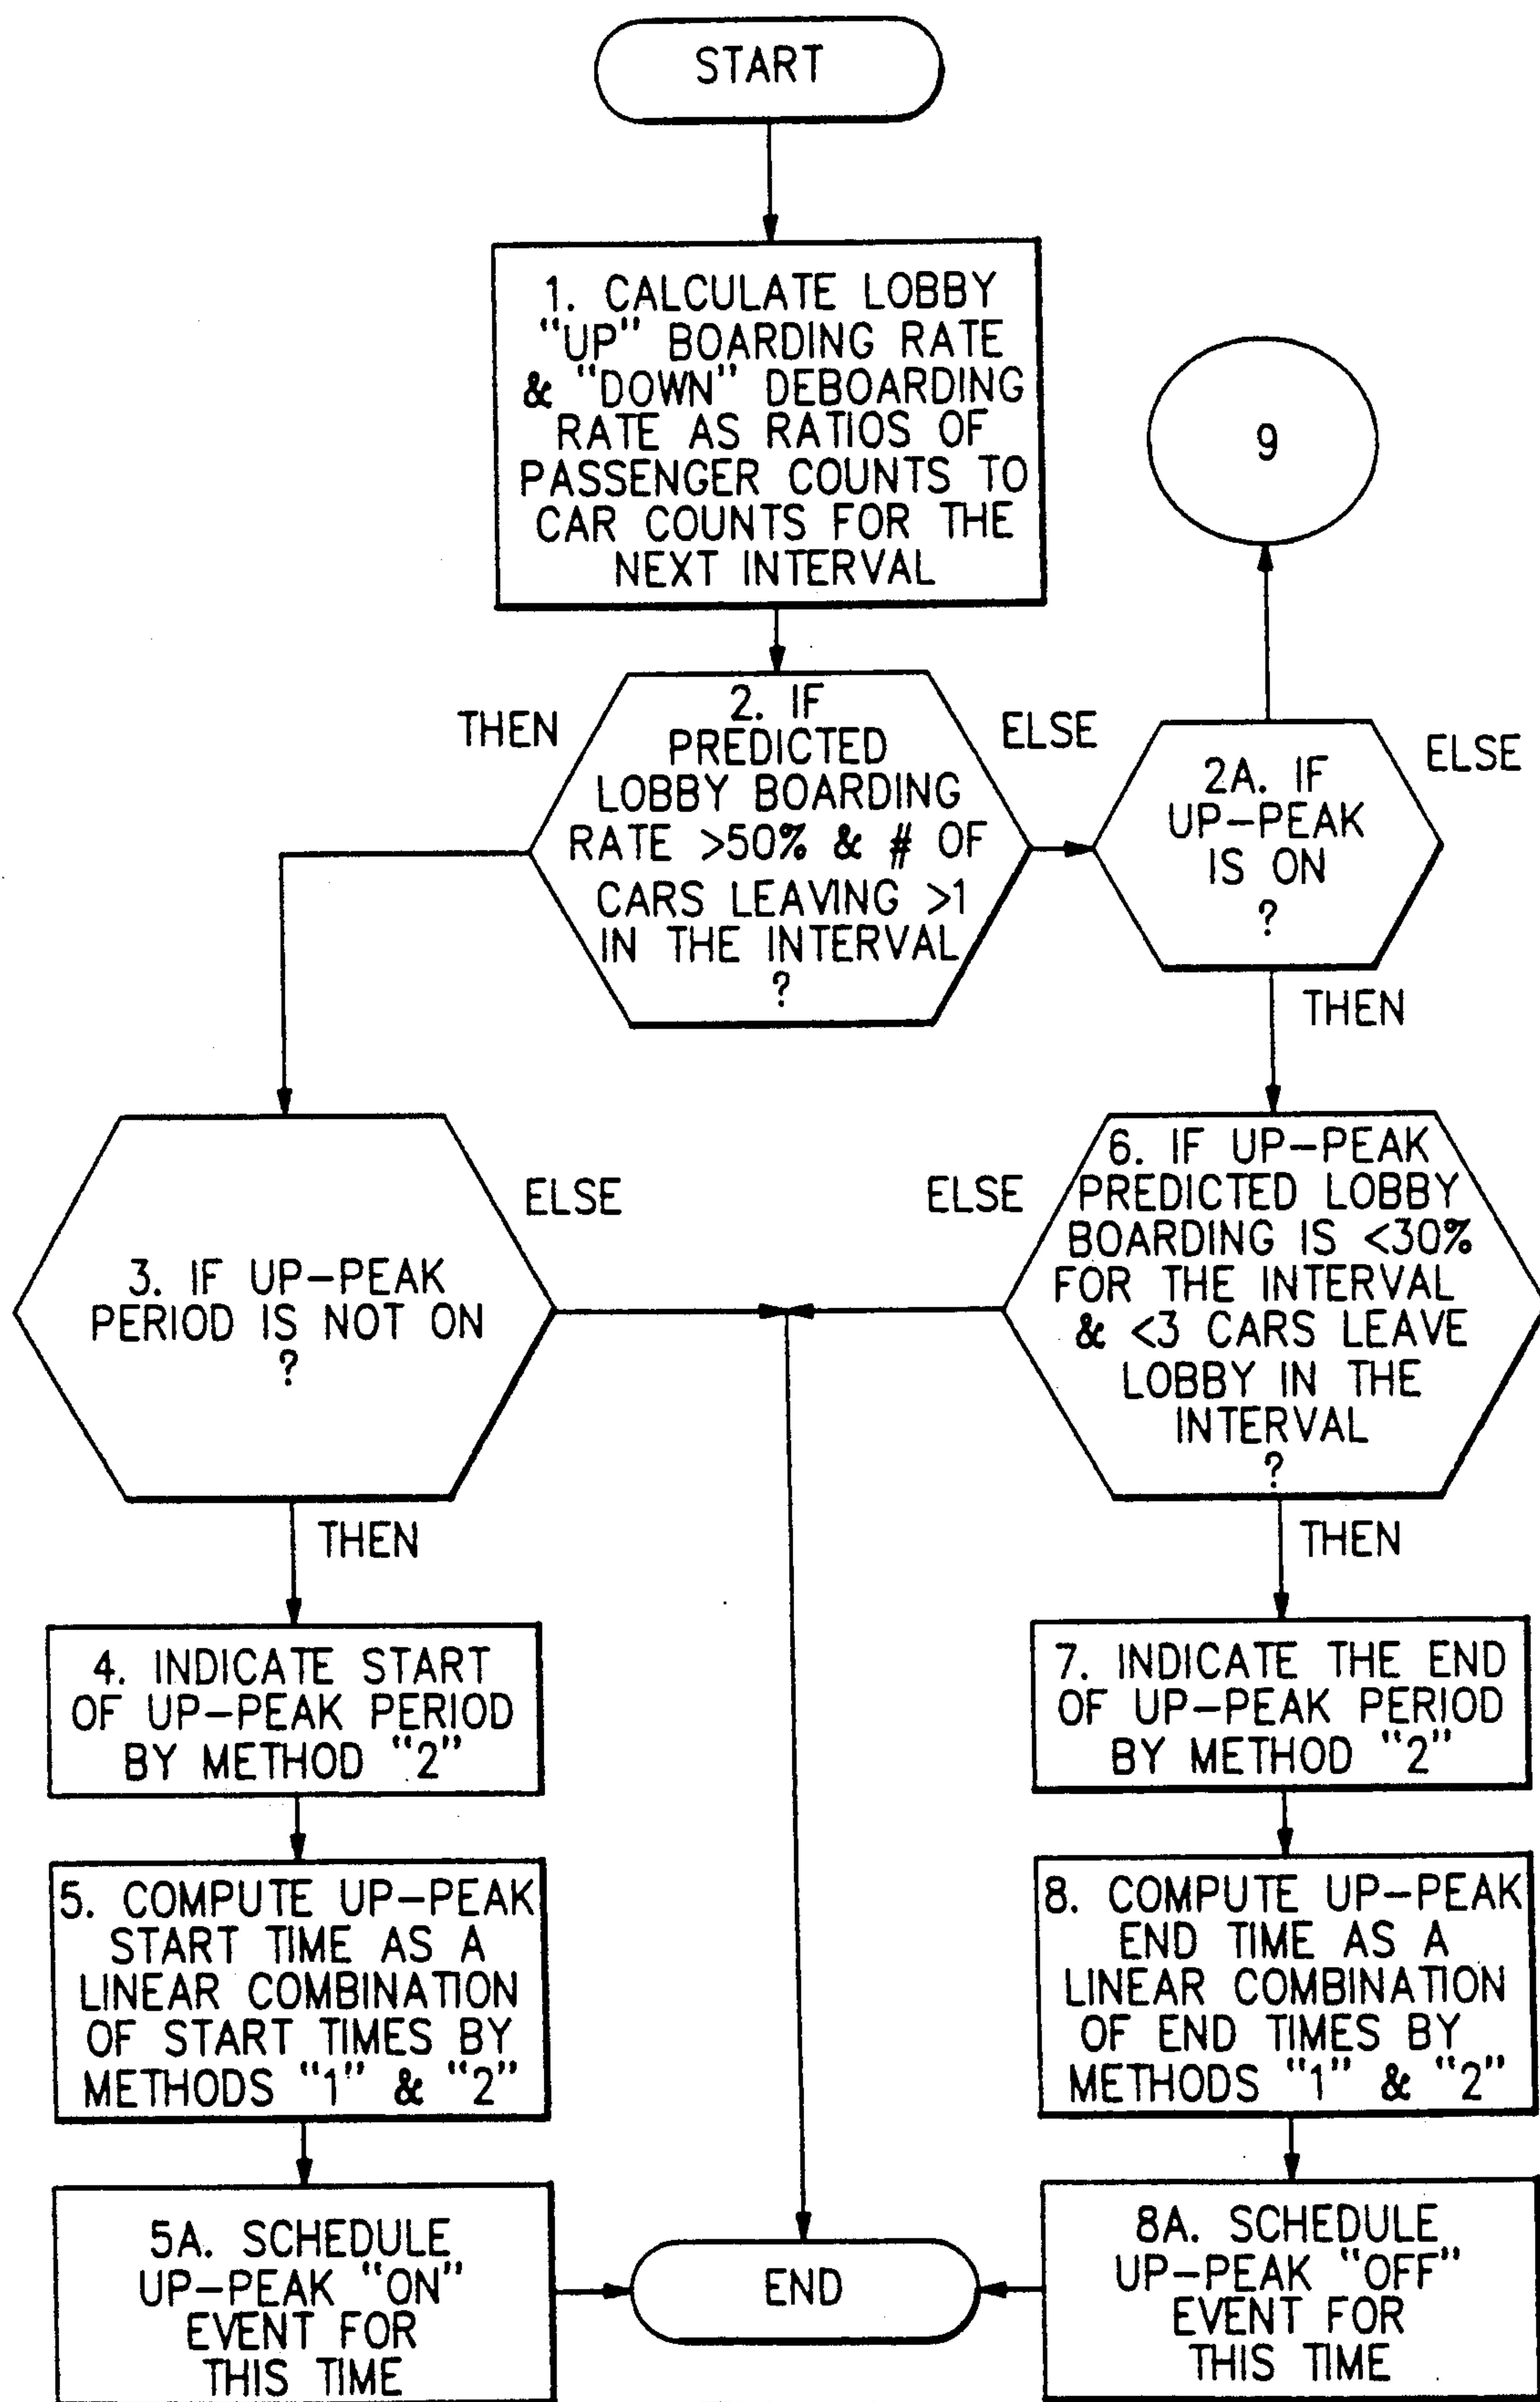 START
1. CALCULATE LOBBY
"UP" BOARDING RATE
& "DOWN" DEBOARDING
RATE AS RATIOS OF
PASSENGER COUNTS TO
CAR COUNTS FOR THE
NEXT INTERVAL
9
THEN
2. IF
PREDICTED
LOBBY BOARDING
RATE >50% & # OF
CARS LEAVING >1
IN THE INTERVAL
?
ELSE
2A. IF
UP-PEAK
IS ON
?
ELSE
THEN
3. IF UP-PEAK
PERIOD IS NOT ON
?
ELSE
ELSE
6. IF UP-PEAK
PREDICTED LOBBY
BOARDING IS <30%
FOR THE INTERVAL
& <3 CARS LEAVE
LOBBY IN THE
INTERVAL
?
THEN
THEN
4. INDICATE START
OF UP-PEAK PERIOD
BY METHOD "2"
7. INDICATE THE END
OF UP-PEAK PERIOD
BY METHOD "2"
5. COMPUTE UP-PEAK
START TIME AS A
LINEAR COMBINATION
OF START TIMES BY
METHODS "1" & "2"
8. COMPUTE UP-PEAK
END TIME AS A
LINEAR COMBINATION
OF END TIMES BY
METHODS "1" & "2"
5A. SCHEDULE
UP-PEAK "ON"
EVENT FOR
THIS TIME
END
8A. SCHEDULE
UP-PEAK "OFF"
EVENT FOR
THIS TIME